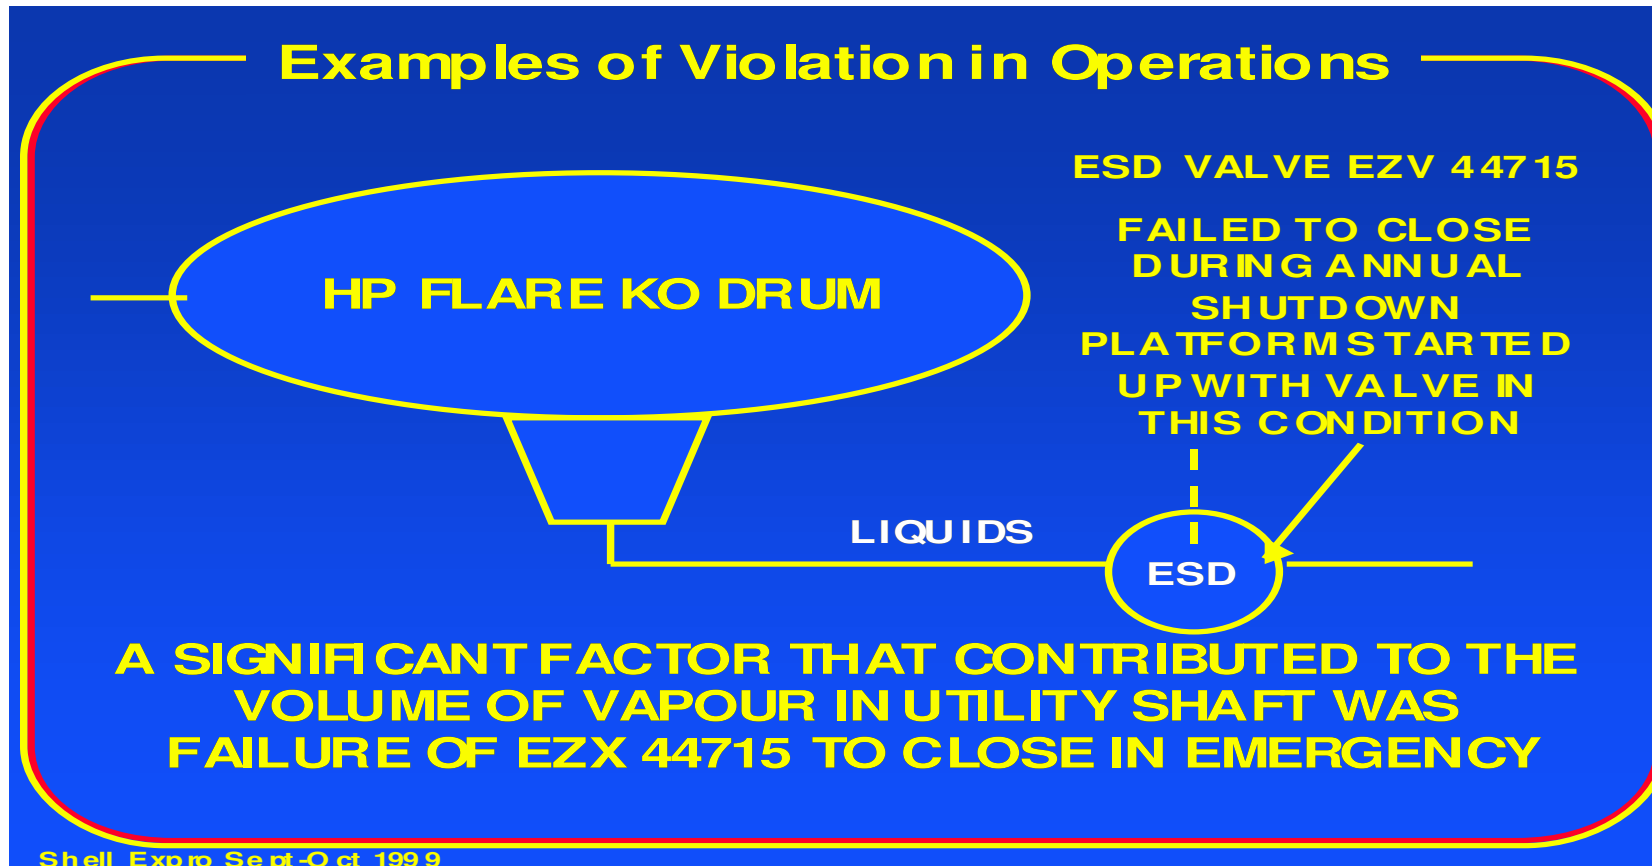 Examples of Violation in Operations
ESD VALVE EZV 44715
FAILED TO CLOSE
DURING ANNUAL
SHUTDOWN
PLATFORM STARTED
UP WITH VALVE IN
THIS CONDITION
HP FLARE KO DRUM
LIQUIDS
ESD
A SIGNIFICANT FACTOR THAT CONTRIBUTED TO THE
VOLUME OF VAPOUR IN UTILITY SHAFT WAS
FAILURE OF EZX 44715 TO CLOSE IN EMERGENCY
Shell Expro Sept-Oct 1999